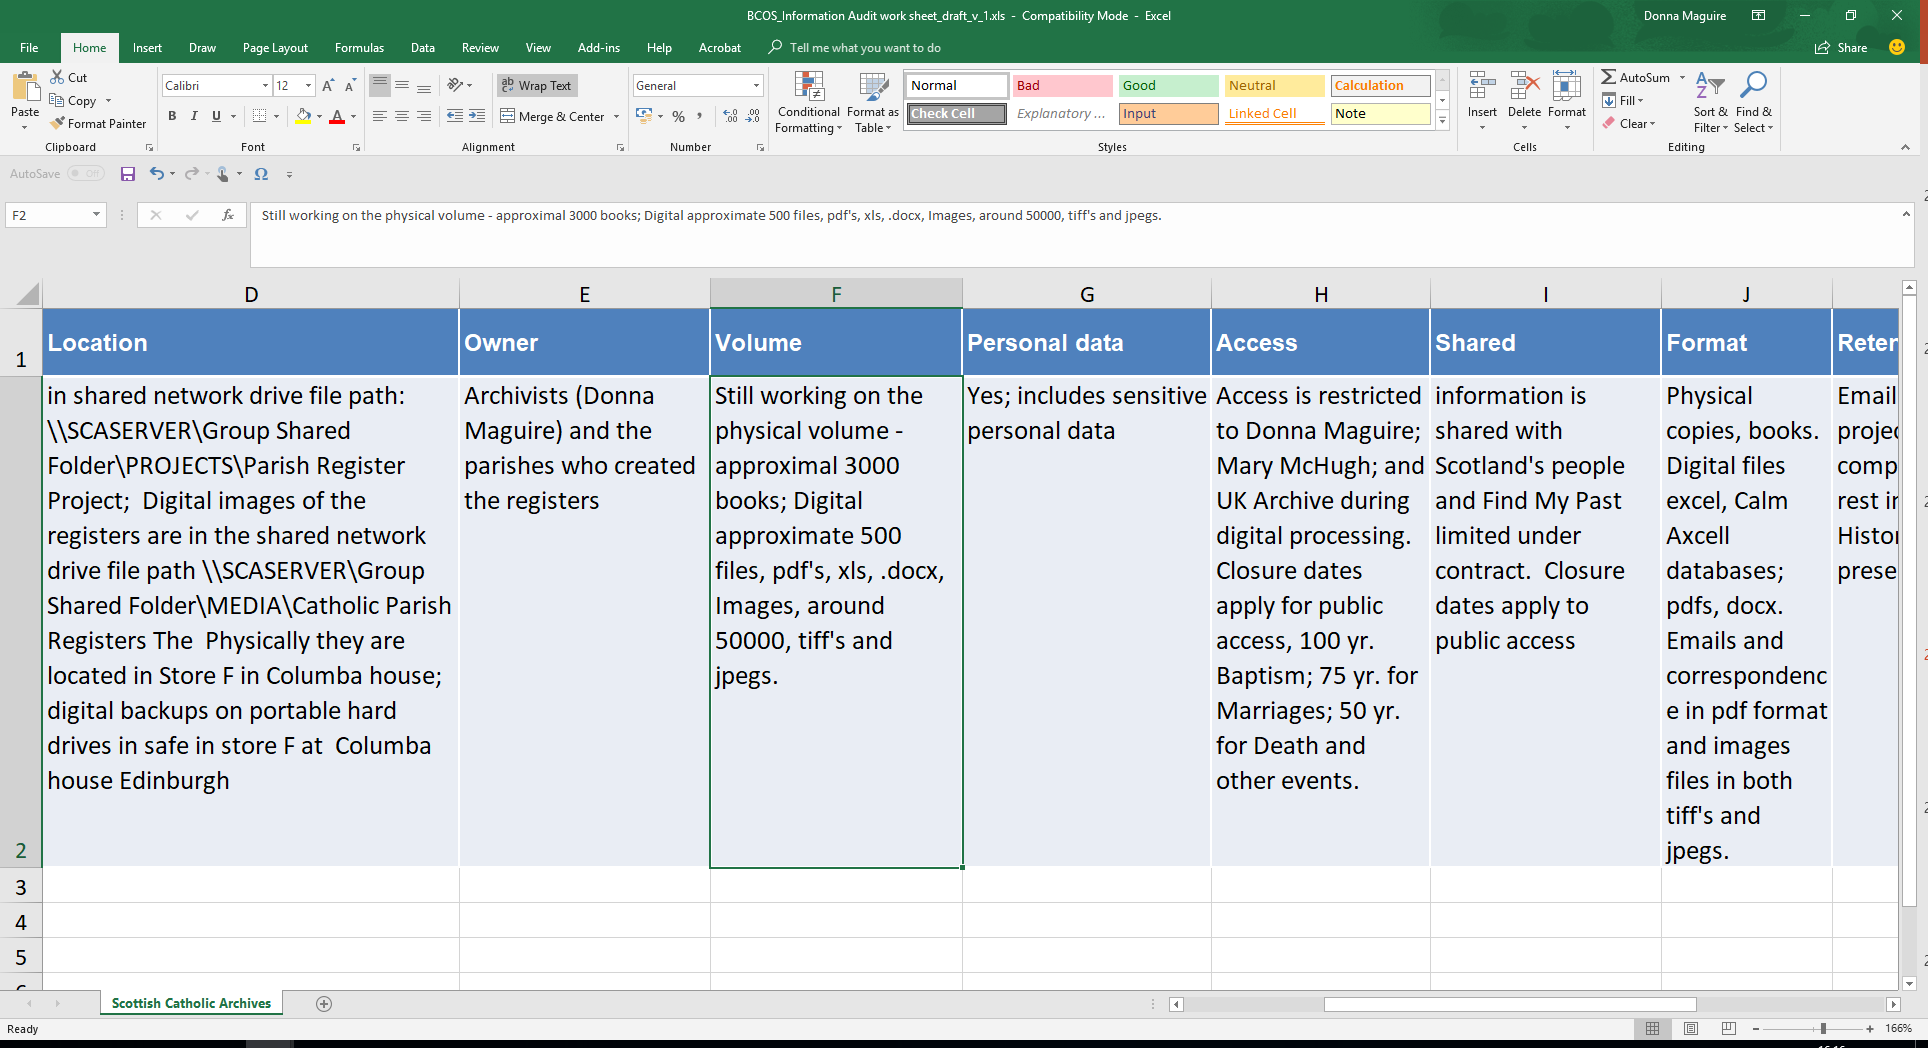 BCOS_Information Audit work sheet_draft_v_1.xls - Compatibility Mode - Excel
Donna Maguire
File Home Insert Draw Page Layout Formulas Data Review View Add-ins Help Acrobat Tell me what you want to do
Share
Paste
Cut
Copy
Format Painter
Clipboard
Calibri 12
B I U
Font
Wrap Text
Merge & Center
Alignment
General
Number
Conditional Formatting
Format as Table
Normal Bad Good Neutral Calculation
Check Cell Explanatory ... Input Linked Cell Note
Styles
Insert Delete Format
Cells
AutoSum
Fill
Clear
Sort & Filter
Find & Select
Editing
AutoSave Off
F2
fx
Still working on the physical volume - approximal 3000 books; Digital approximate 500 files, pdf's, xls, .docx, Images, around 50000, tiff's and jpegs.
D E F G H I J
1
Location Owner Volume Personal data Access Shared Format Reter
2
in shared network drive file path:
\\SCASERVER\Group Shared
Folder\PROJECTS\Parish Register
Project;  Digital images of the
registers are in the shared network
drive file path \\SCASERVER\Group
Shared Folder\MEDIA\Catholic Parish
Registers The  Physically they are
located in Store F in Columba house;
digital backups on portable hard
drives in safe in store F at  Columba
house Edinburgh
Archivists (Donna
Maguire) and the
parishes who created
the registers
Still working on the
physical volume -
approximal 3000
books; Digital
approximate 500
files, pdf's, xls, .docx,
Images, around
50000, tiff's and
jpegs.
Yes; includes sensitive
personal data
Access is restricted
to Donna Maguire;
Mary McHugh; and
UK Archive during
digital processing.
Closure dates
apply for public
access, 100 yr.
Baptism; 75 yr. for
Marriages; 50 yr.
for Death and
other events.
information is
shared with
Scotland's people
and Find My Past
limited under
contract.  Closure
dates apply to
public access
Physical
copies, books.
Digital files
excel, Calm
Axcell
databases;
pdfs, docx.
Emails and
correspondenc
e in pdf format
and images
files in both
tiff's and
jpegs.
Email
projec
comp
rest in
Histor
prese
3
4
5
Scottish Catholic Archives
Ready
166%